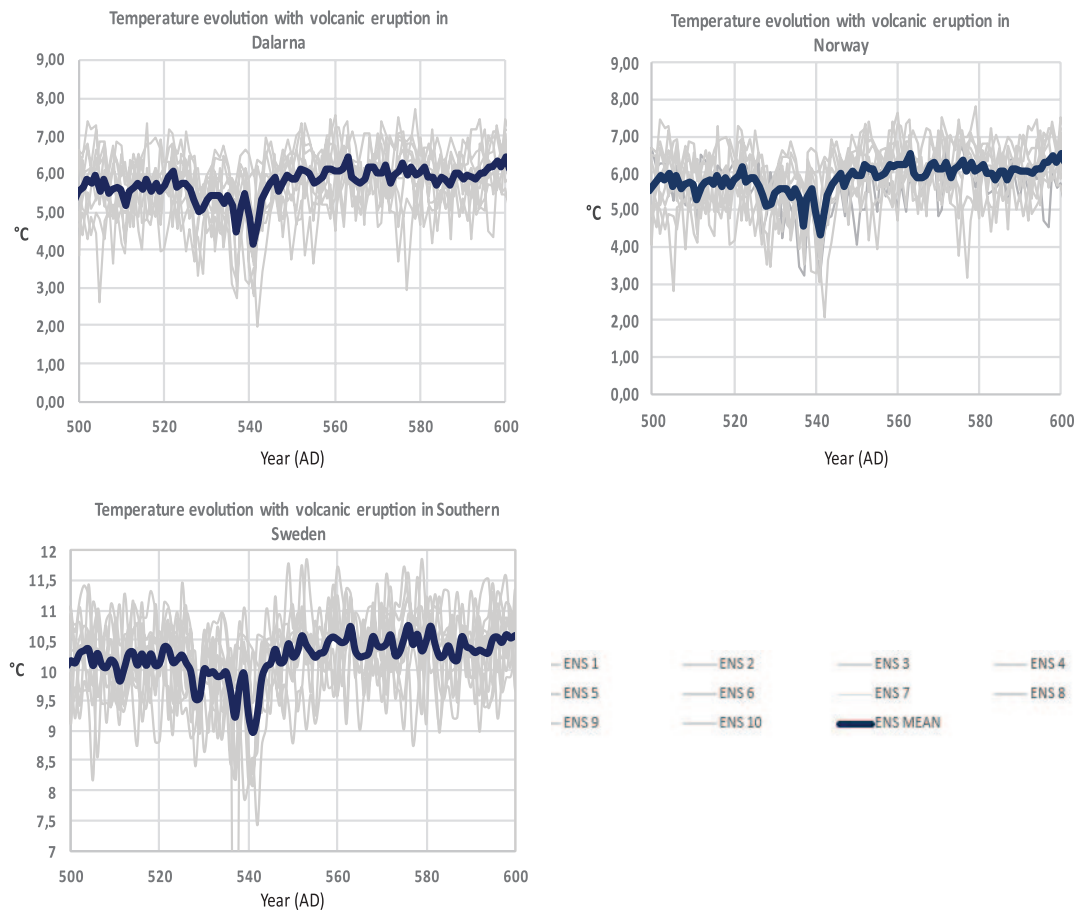 Temperature evolution with volcanic eruption in
Dalarna
9,00
8,00
7,00
6,00
5,00
4,00
3,00
2,00
1,00
0,00
°C
500 520 540 560 580 600
Year (AD)
Temperature evolution with volcanic eruption in
Norway
9,00
8,00
7,00
6,00
5,00
4,00
3,00
2,00
1,00
0,00
°C
500 520 540 560 580 600
Year (AD)
Temperature evolution with volcanic eruption in Southern
Sweden
12
11,5
11
10,5
10
9,5
9
8,5
8
7,5
7
°C
500 520 540 560 580 600
Year (AD)
ENS 1 ENS 2 ENS 3 ENS 4
ENS 5 ENS 6 ENS 7 ENS 8
ENS 9 ENS 10 ENS MEAN